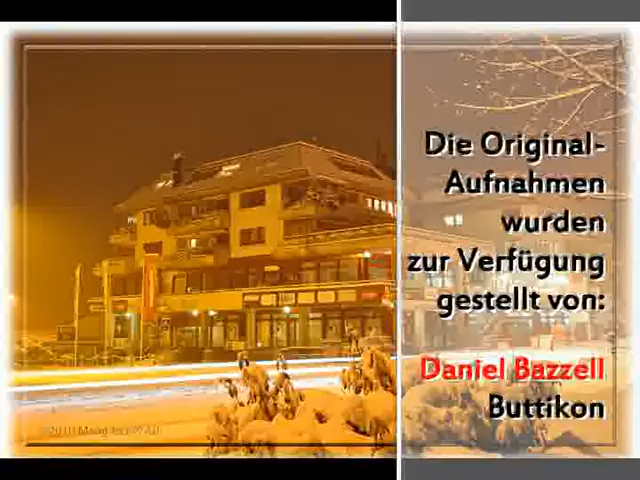 Die Original-
Aufnahmen
wurden
zur Verfügung
gestellt von:
Daniel Bazzell
Buttikon